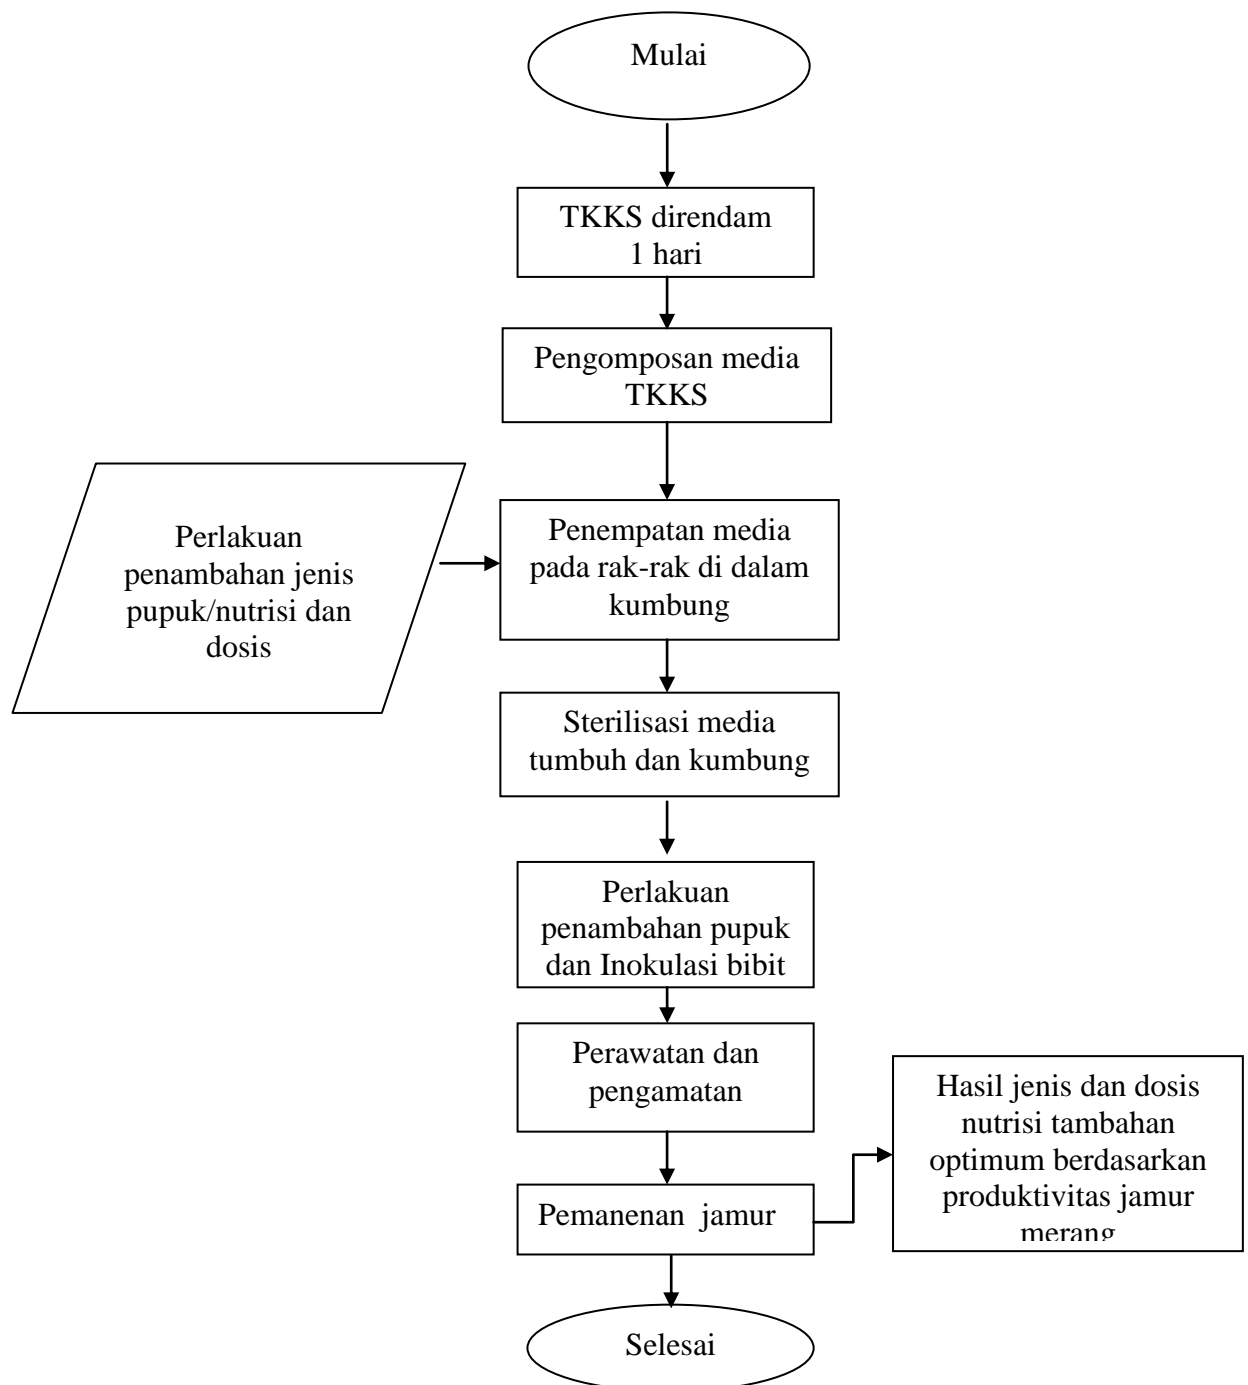 Mulai
TKKS direndam
1 hari
Pengomposan media
TKKS
Perlakuan
penambahan jenis
pupuk/nutrisi dan
dosis
Penempatan media
pada rak-rak di dalam
kumbung
Sterilisasi media
tumbuh dan kumbung
Perlakuan
penambahan pupuk
dan Inokulasi bibit
Perawatan dan
pengamatan
Hasil jenis dan dosis
nutrisi tambahan
optimum berdasarkan
produktivitas jamur
merang
Pemanenan jamur
Selesai